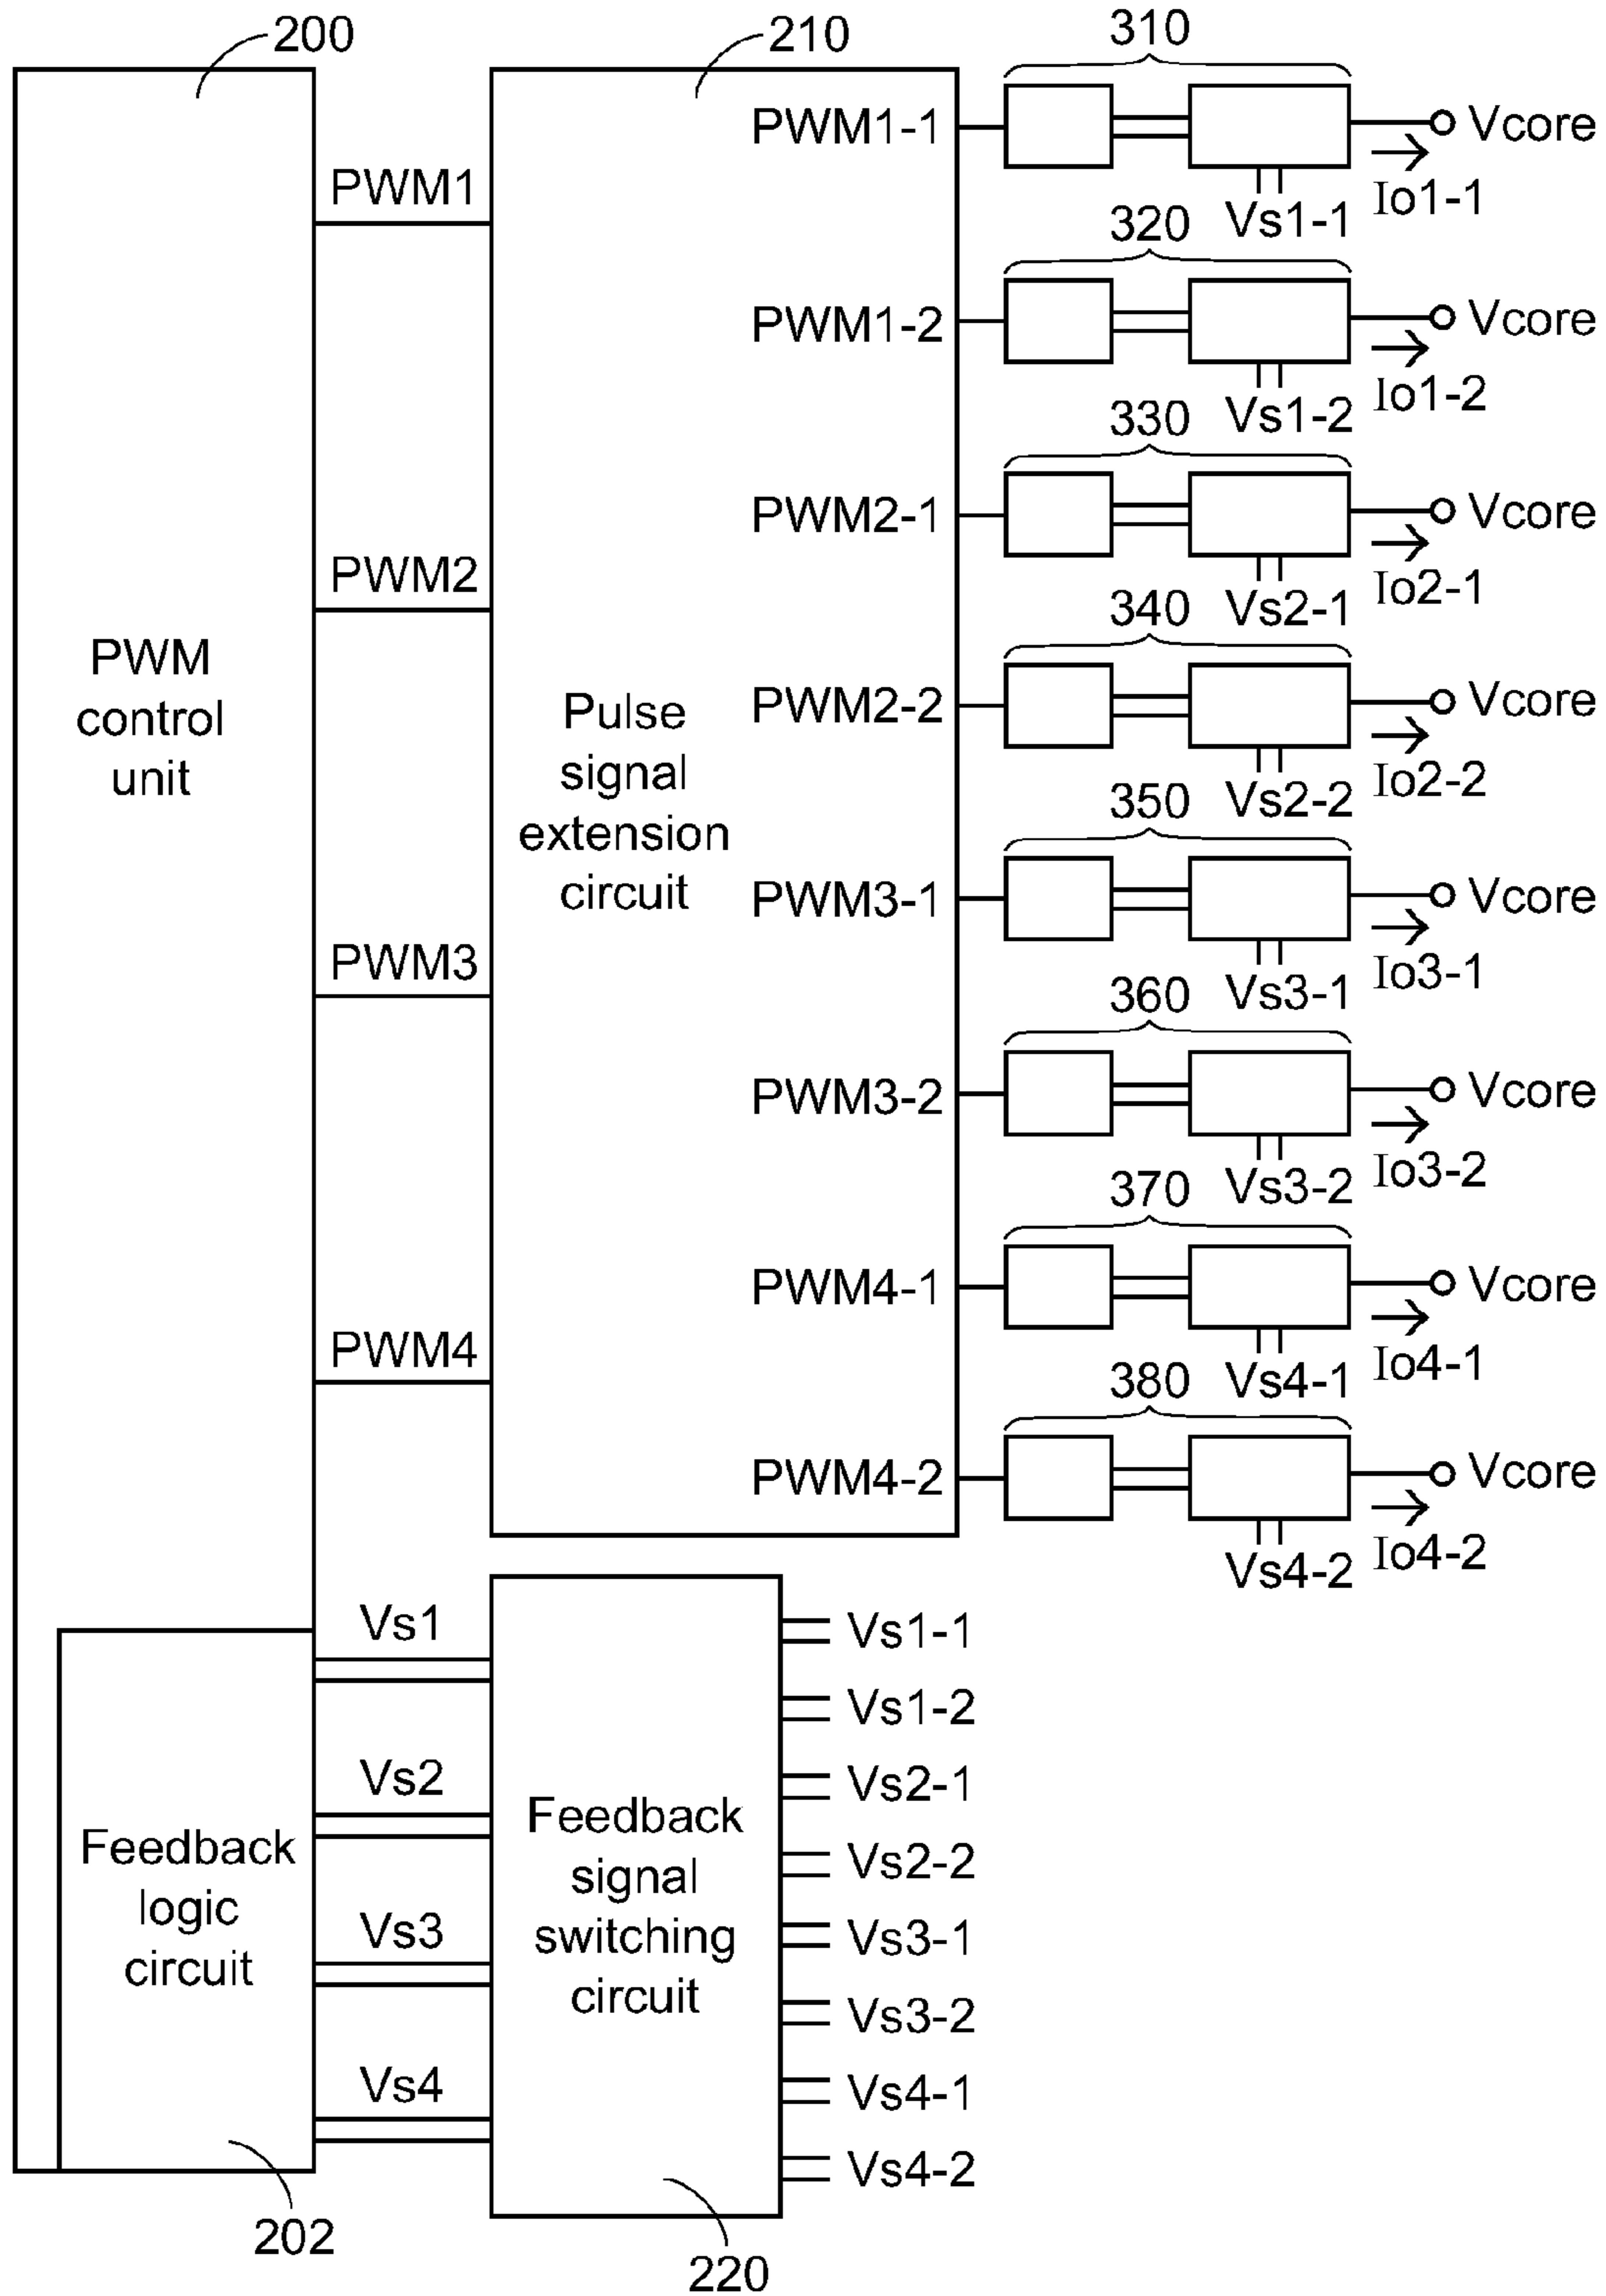 200
210
310
PWM1-1
Vcore
PWM1
Io1-1
Vs1-1
320
PWM1-2
Vcore
Io1-2
Vs1-2
330
PWM2-1
Vcore
PWM2
Io2-1
Vs2-1
340
PWM
control
unit
Pulse
signal
extension
circuit
PWM2-2
Vcore
Io2-2
Vs2-2
350
PWM3-1
Vcore
PWM3
Io3-1
Vs3-1
360
PWM3-2
Vcore
Io3-2
Vs3-2
370
PWM4-1
Vcore
PWM4
Io4-1
Vs4-1
380
PWM4-2
Vcore
Io4-2
Vs4-2
Vs1
Vs1-1
Vs1-2
Vs2
Vs2-1
Feedback
logic
circuit
Feedback
signal
switching
circuit
Vs2-2
Vs3
Vs3-1
Vs3-2
Vs4
Vs4-1
Vs4-2
202
220